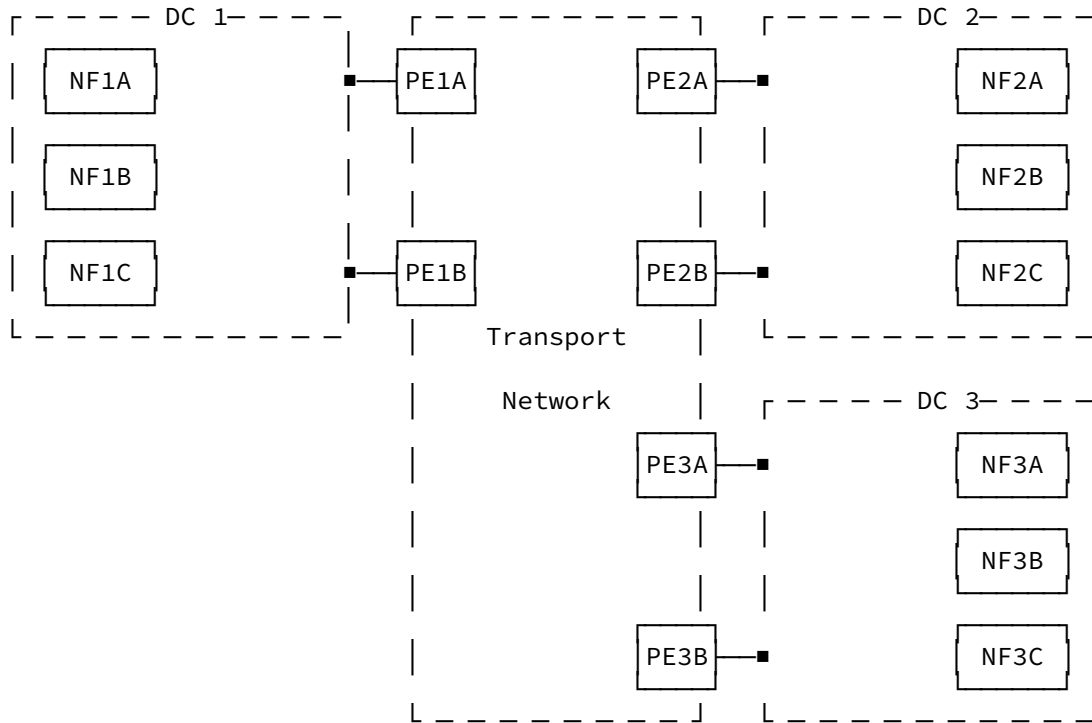 DC 1
DC 2
NF1A
PE1A
PE2A
NF2A
NF1B
NF2B
NF1C
PE1B
PE2B
NF2C
Transport
Network
DC 3
PE3A
NF3A
NF3B
PE3B
NF3C